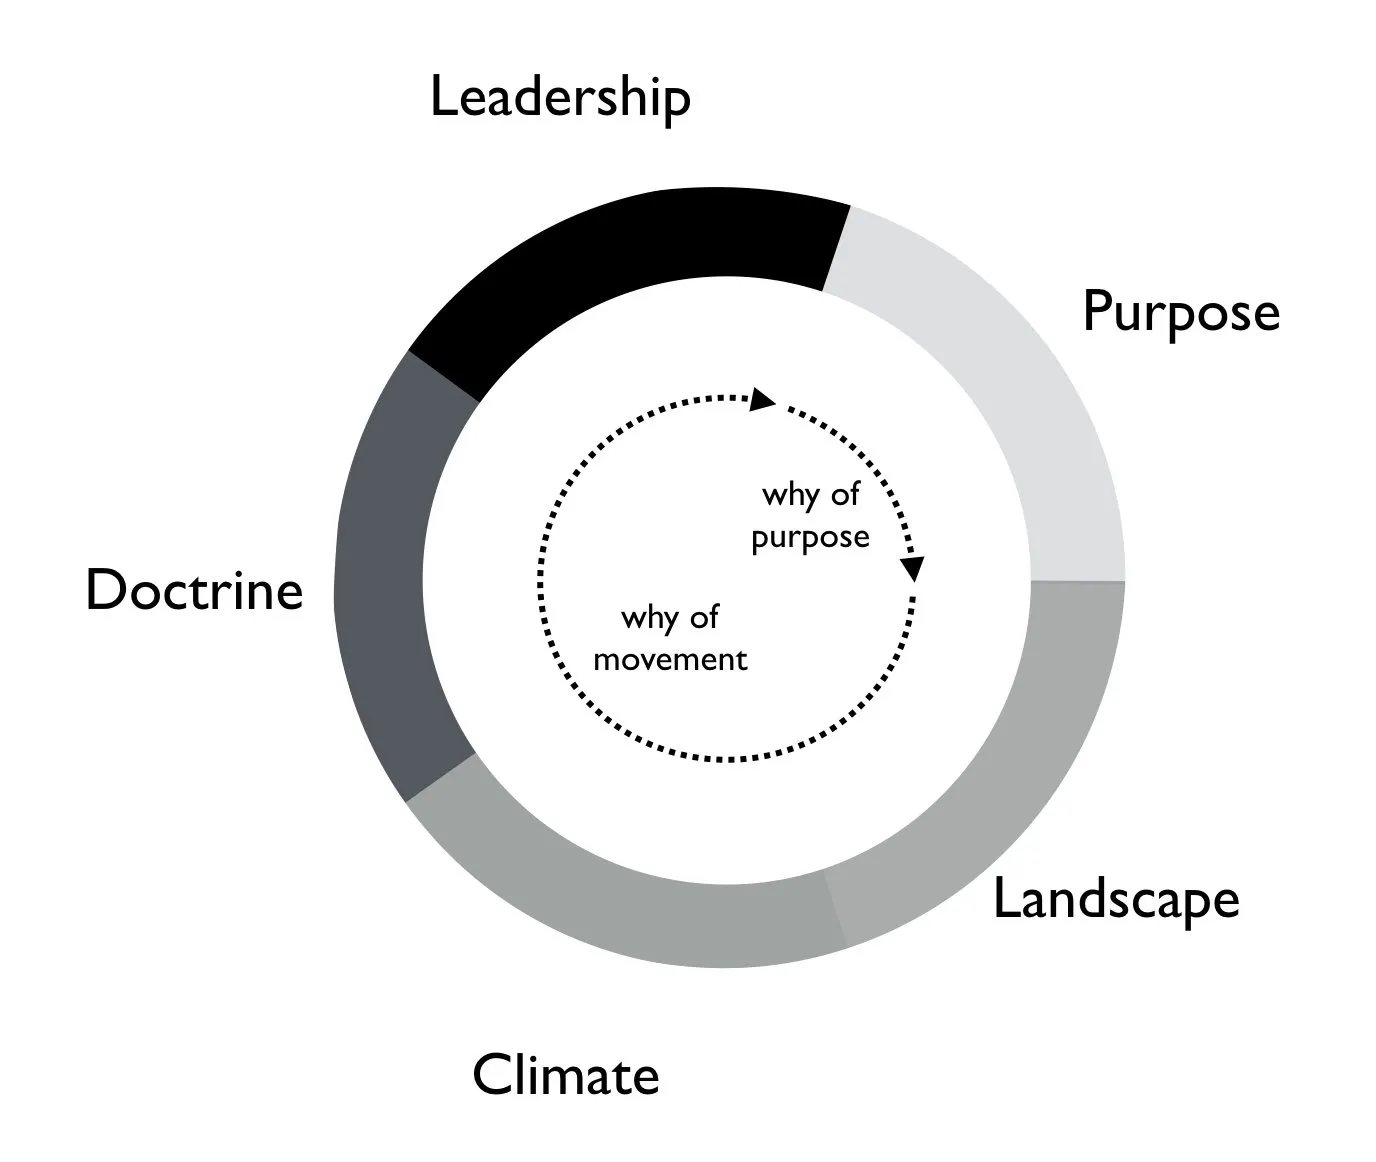 Leadership
Purpose
why of
purpose
why of
movement
Doctrine
Landscape
Climate